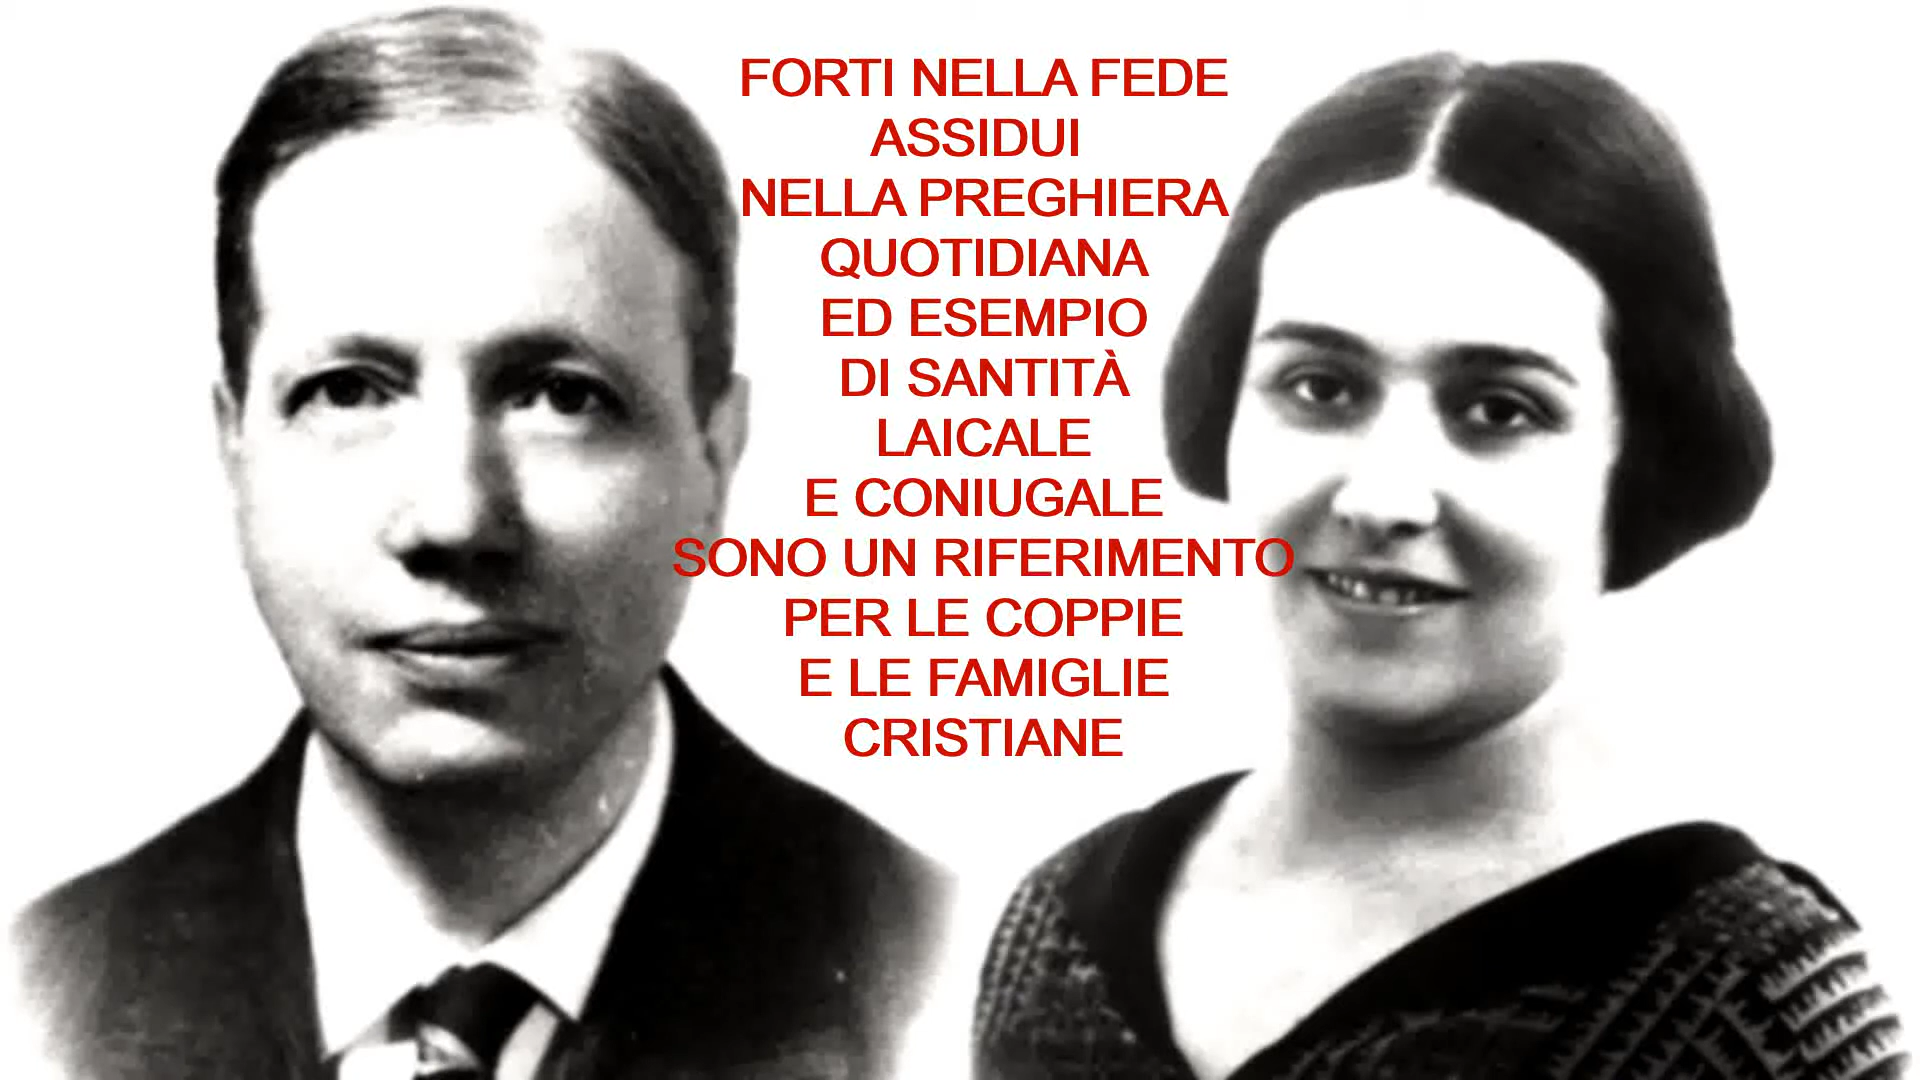 FORTI NELLA FEDE
ASSIDUI
NELLA PREGHIERA
QUOTIDIANA
ED ESEMPIO
DI SANTITÀ
LAICALE
E CONIUGALE
SONO UN RIFERIMENTO
PER LE COPPIE
E LE FAMIGLIE
CRISTIANE